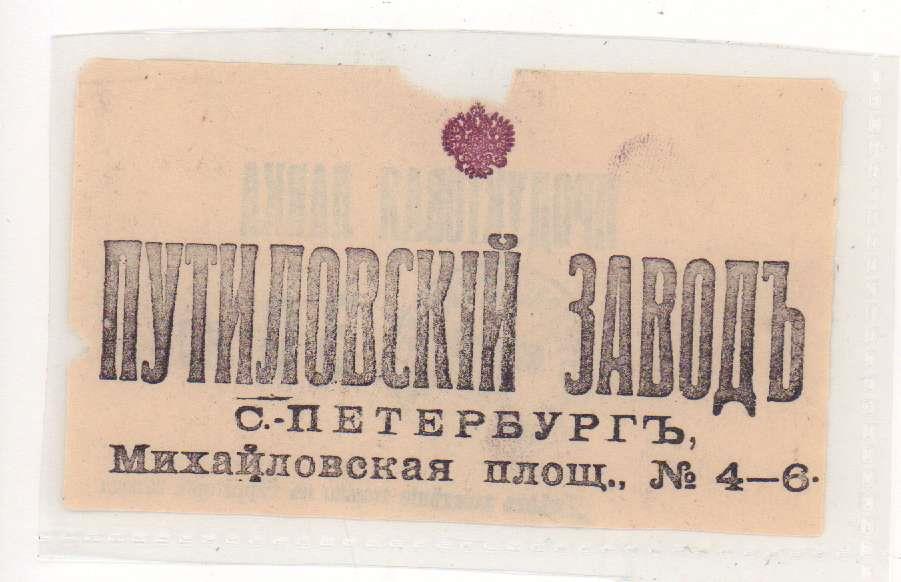 ПУТИЛОВСКІЙ ЗАВОДЪ
С.-ПЕТЕРБУРГЪ,
Михайловская площ., № 4—6.